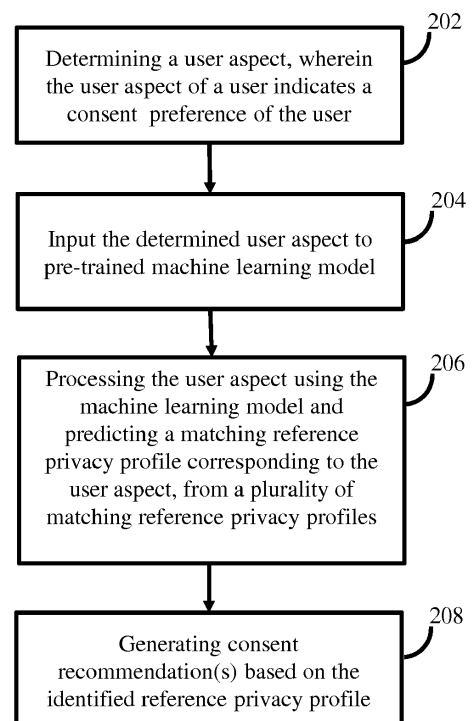 202
Determining a user aspect, wherein
the user aspect of a user indicates a
consent preference of the user
204
Input the determined user aspect to
pre-trained machine learning model
206
Processing the user aspect using the
machine learning model and
predicting a matching reference
privacy profile corresponding to the
user aspect, from a plurality of
matching reference privacy profiles
208
Generating consent
recommendation(s) based on the
identified reference privacy profile